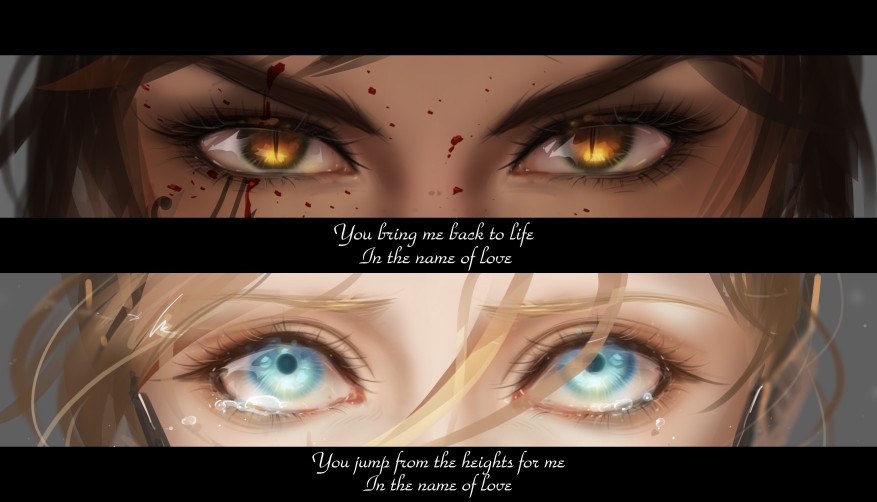 You bring me back to life
In the name of love
You jump from the heights for me
In the name of love